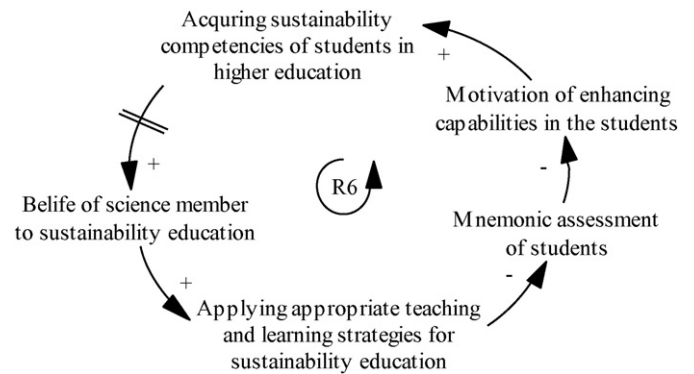 Acquring sustainability
competencies of students in
higher education
+
Motivation of enhancing
capabilities in the students
+
-
R6
Belife of science member
to sustainability education
Mnemonic assessment
of students
+
-
Applying appropriate teaching
and learning strategies for
sustainability education